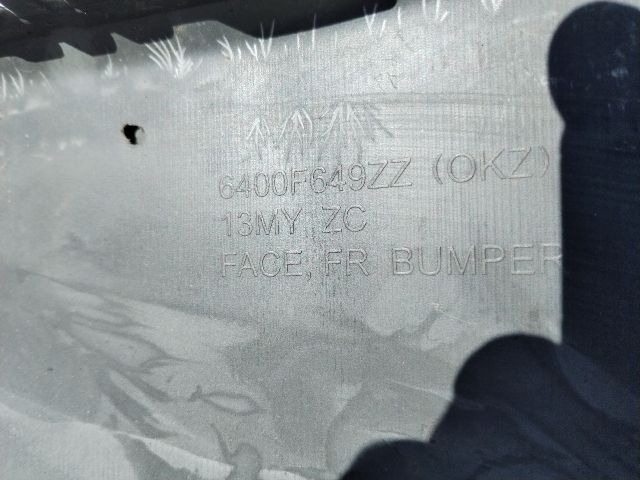 6400F649ZZ (OKZ)
13MY ZC
FACE, FR BUMPER